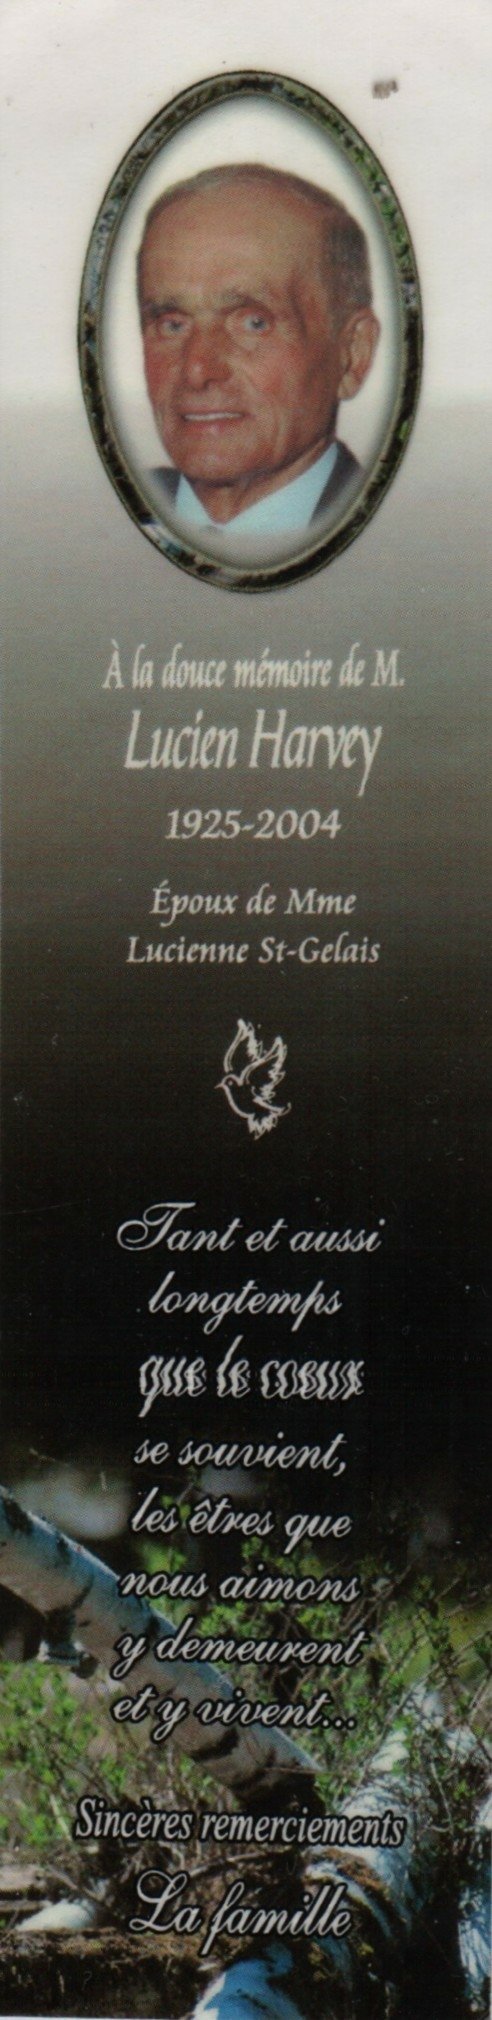 À la douce mémoire de M.
Lucien Harvey
1925-2004
Époux de Mme
Lucienne St-Gelais
Tant et aussi
longtemps
que le coeur
se souvient,
les êtres que
nous aimons
y demeurent
et y vivent...
Sincères remerciements
La famille